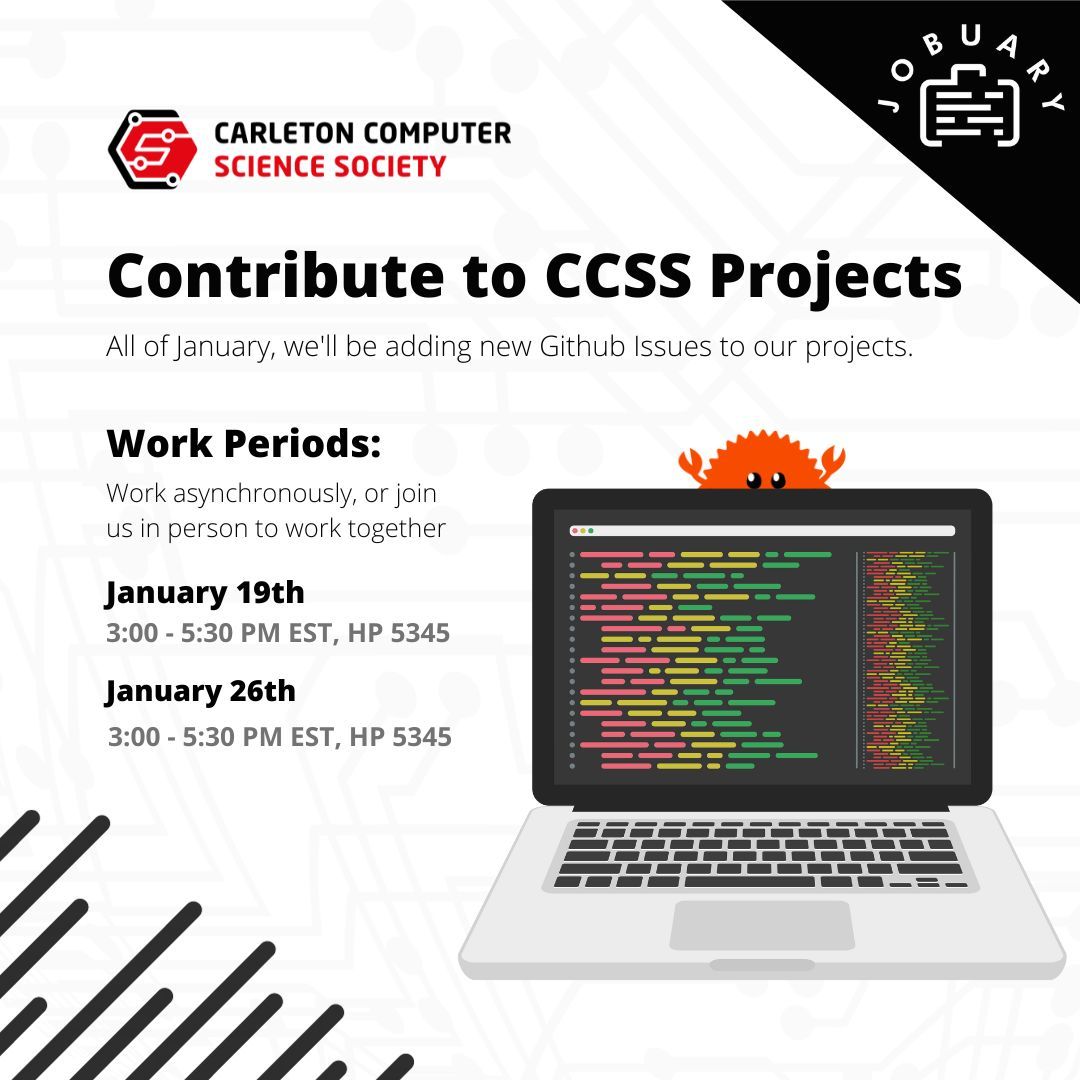 JOBUARY
CARLETON COMPUTER
SCIENCE SOCIETY
Contribute to CCSS Projects
All of January, we'll be adding new Github Issues to our projects.
Work Periods:
Work asynchronously, or join
us in person to work together
January 19th
3:00 - 5:30 PM EST, HP 5345
January 26th
3:00 - 5:30 PM EST, HP 5345